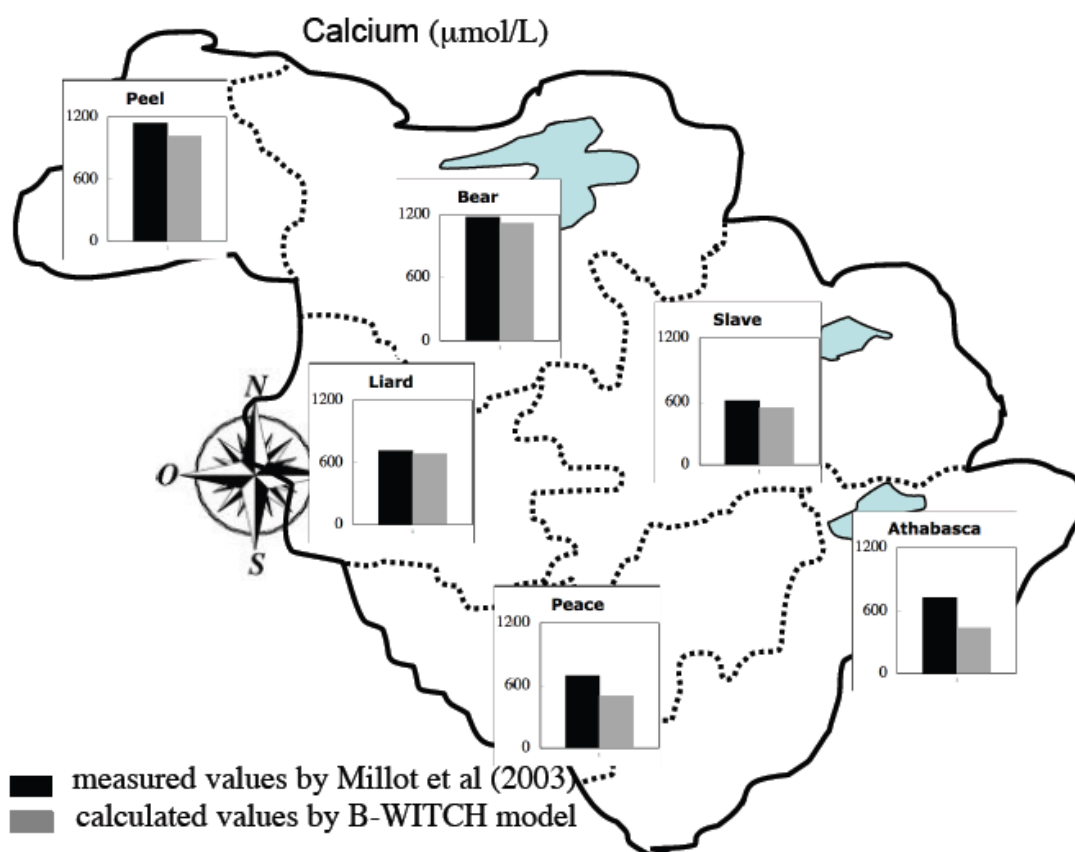 Calcium (μmol/L)
Peel
1200
600
0
Bear
1200
600
0
Slave
1200
600
0
Liard
1200
600
0
N
O
S
Athabasca
1200
600
0
Peace
1200
600
0
measured values by Millot et al (2003)
calculated values by B-WITCH model